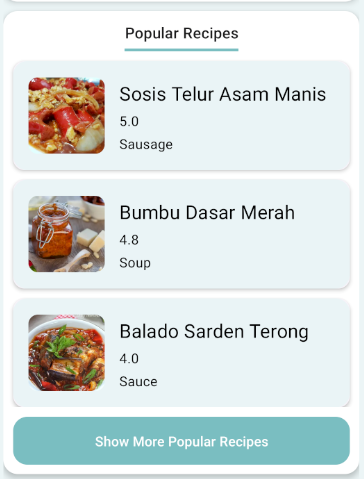 Popular Recipes
Sosis Telur Asam Manis
5.0
Sausage
Bumbu Dasar Merah
4.8
Soup
Balado Sarden Terong
4.0
Sauce
Show More Popular Recipes